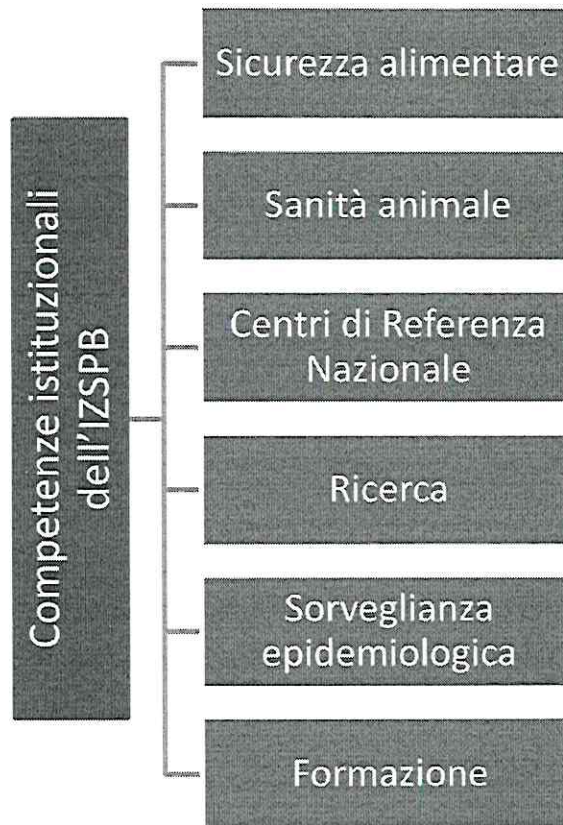 Competenze istituzionali
dell'IZSPB
Sicurezza alimentare
Sanità animale
Centri di Referenza
Nazionale
Ricerca
Sorveglianza
epidemiologica
Formazione